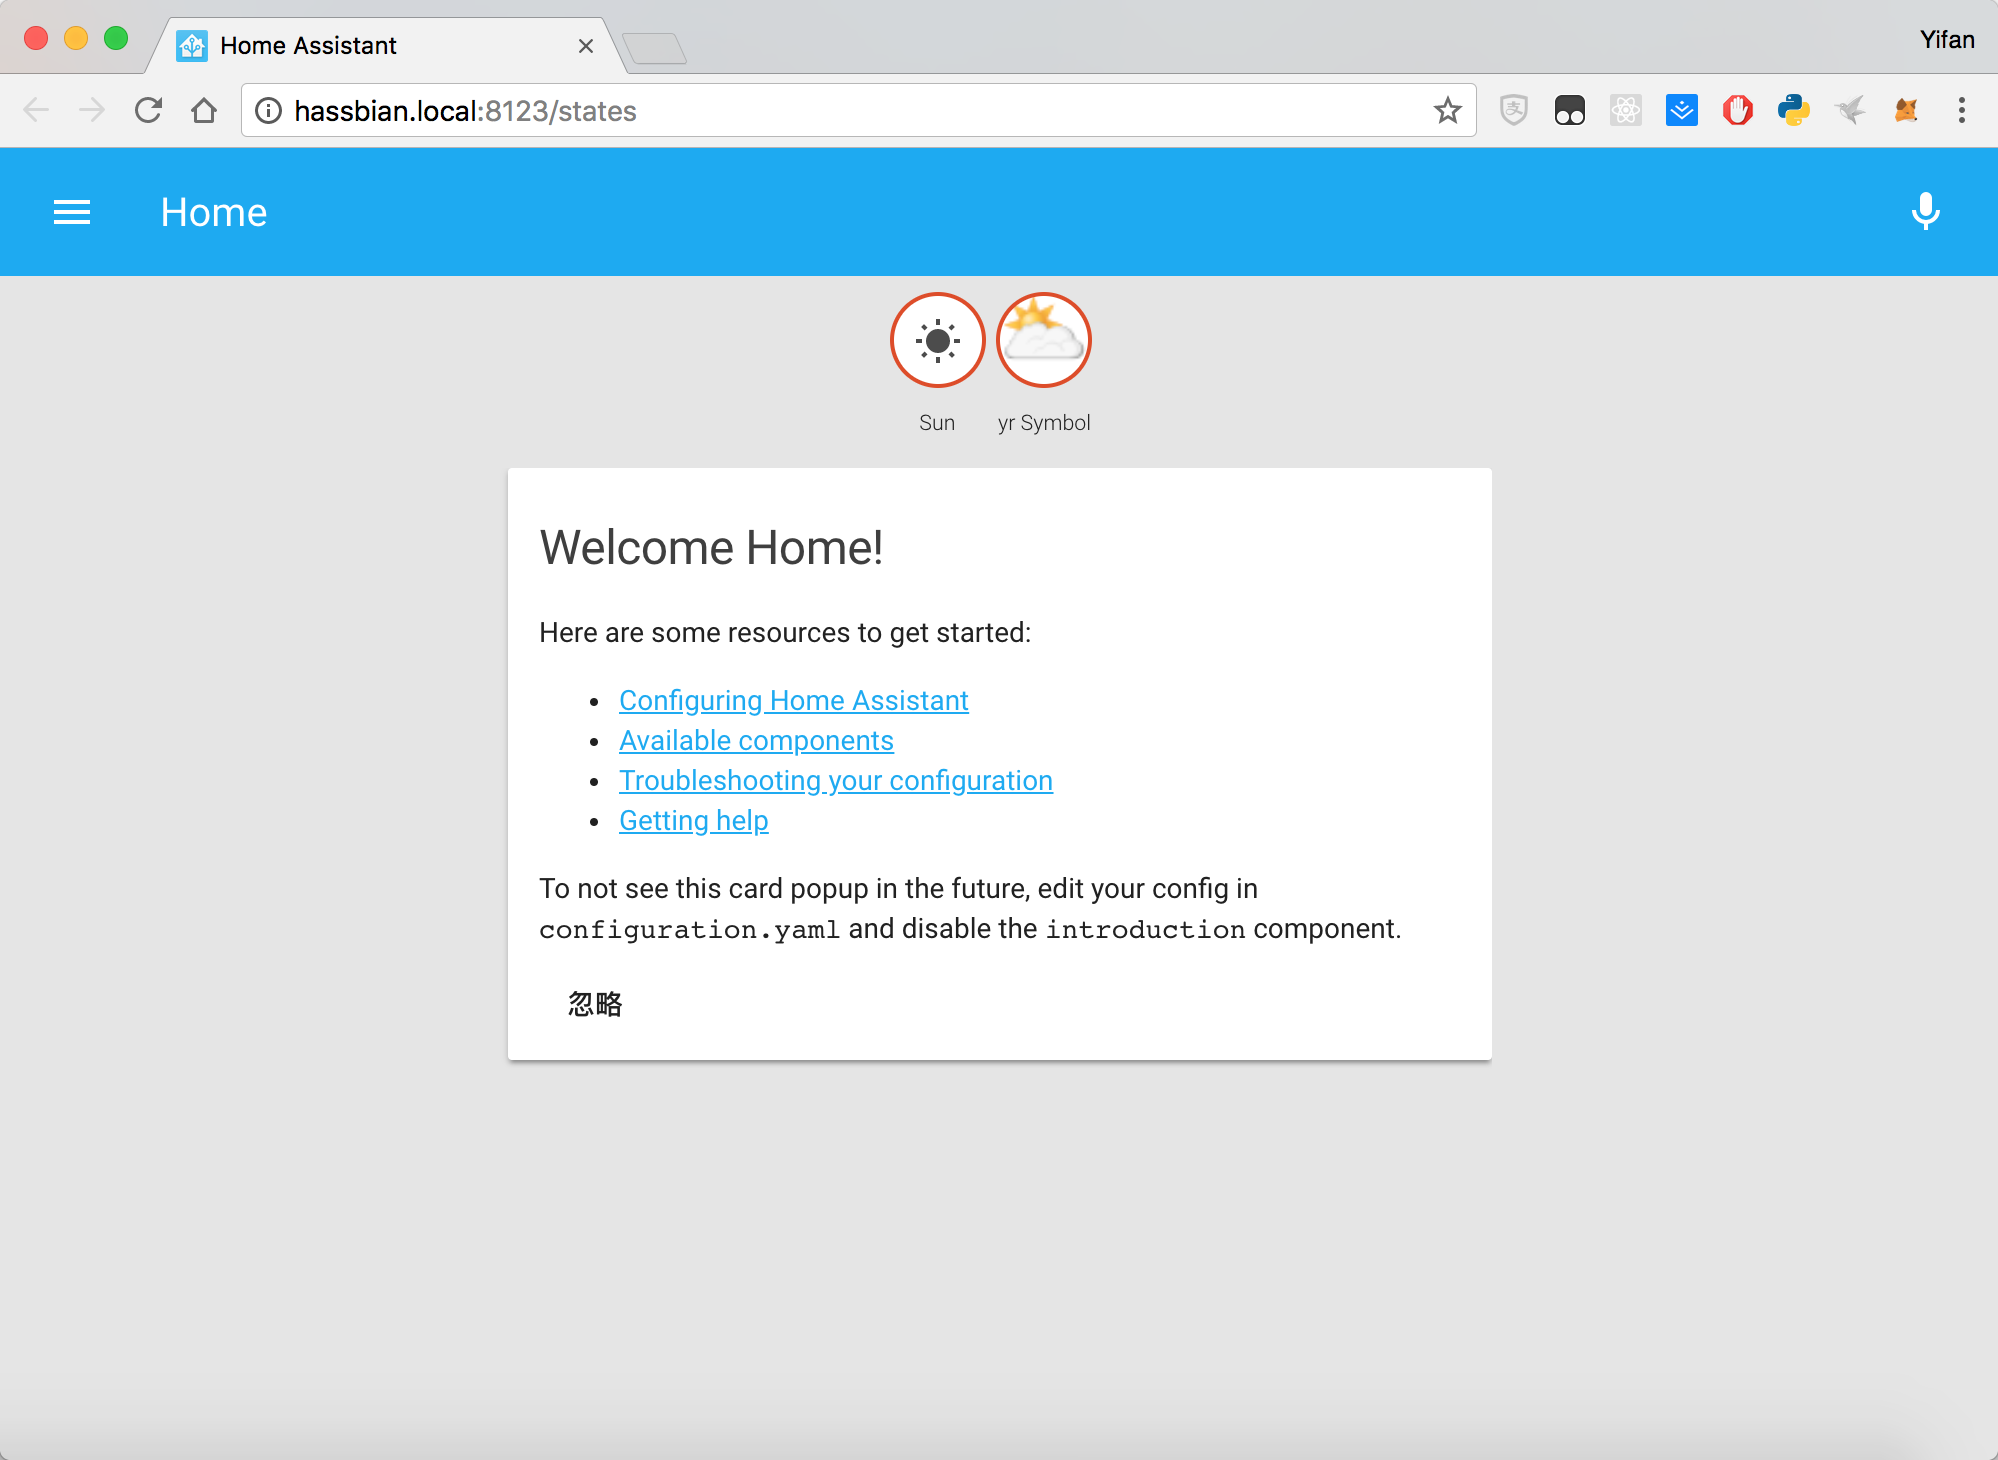 Home Assistant
Yifan
hassbian.local:8123/states
支
Home
Sun
yr Symbol
Welcome Home!
Here are some resources to get started:
Configuring Home Assistant
Available components
Troubleshooting your configuration
Getting help
To not see this card popup in the future, edit your config in
configuration.yaml and disable the introduction component.
忽略